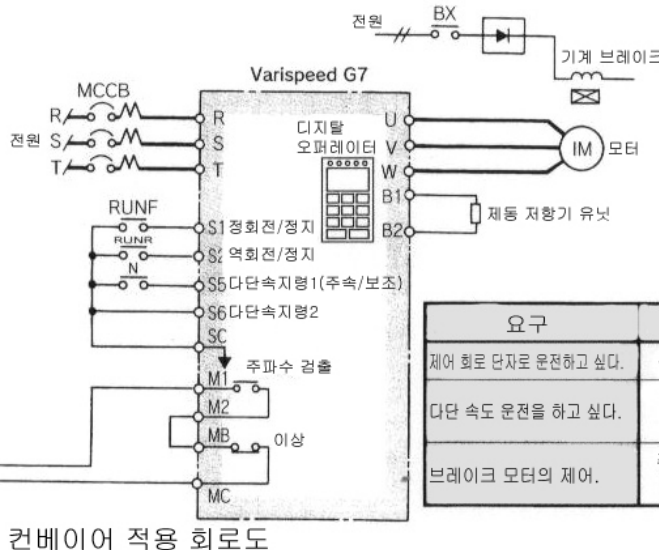 전원
BX
기계 브레이크
Varispeed G7
MCCB
R
S
T
전원
R
S
T
디지탈
오퍼레이터
U
V
W
IM
모터
B1
B2
제동 저항기 유닛
RUNF
S1 정회전/정지
RUNR
S2 역회전/정지
N
S5 다단속지령1(주속/보조)
S6 다단속지령2
SC
M1
주파수 검출
M2
MB
이상
MC
요구
제어 회로 단자로 운전하고 싶다.
다단 속도 운전을 하고 싶다.
브레이크 모터의 제어.
컨베이어 적용 회로도